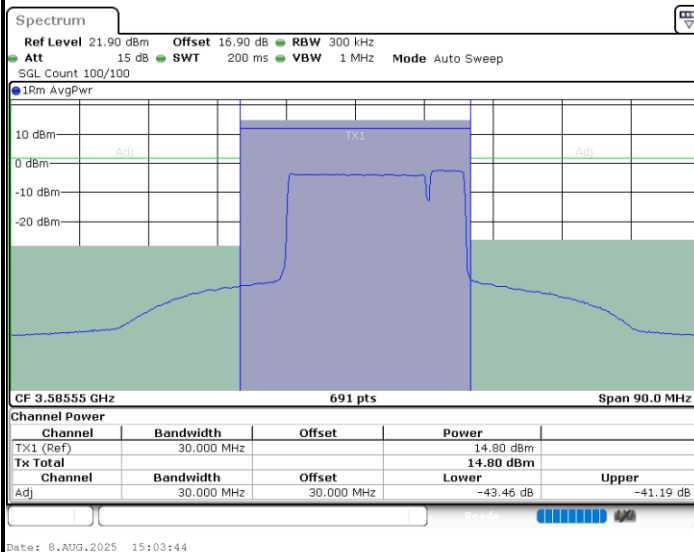 Spectrum
Ref Level 21.90 dBm Offset 16.90 dB RBW 300 kHz
Att 15 dB SWT 200 ms VBW 1 MHz Mode Auto Sweep
SGL Count 100/100
1Rm AvgPwr
10 dBm
TX1
Adj Adj
0 dBm
-10 dBm
-20 dBm
CF 3.58555 GHz 691 pts Span 90.0 MHz
Channel Power
Channel Bandwidth Offset Power
TX1 (Ref) 30.000 MHz 14.80 dBm
Tx Total 14.80 dBm
Channel Bandwidth Offset Lower Upper
Adj 30.000 MHz 30.000 MHz -43.46 dB -41.19 dB
Ready
Date: 8.AUG.2025 15:03:44